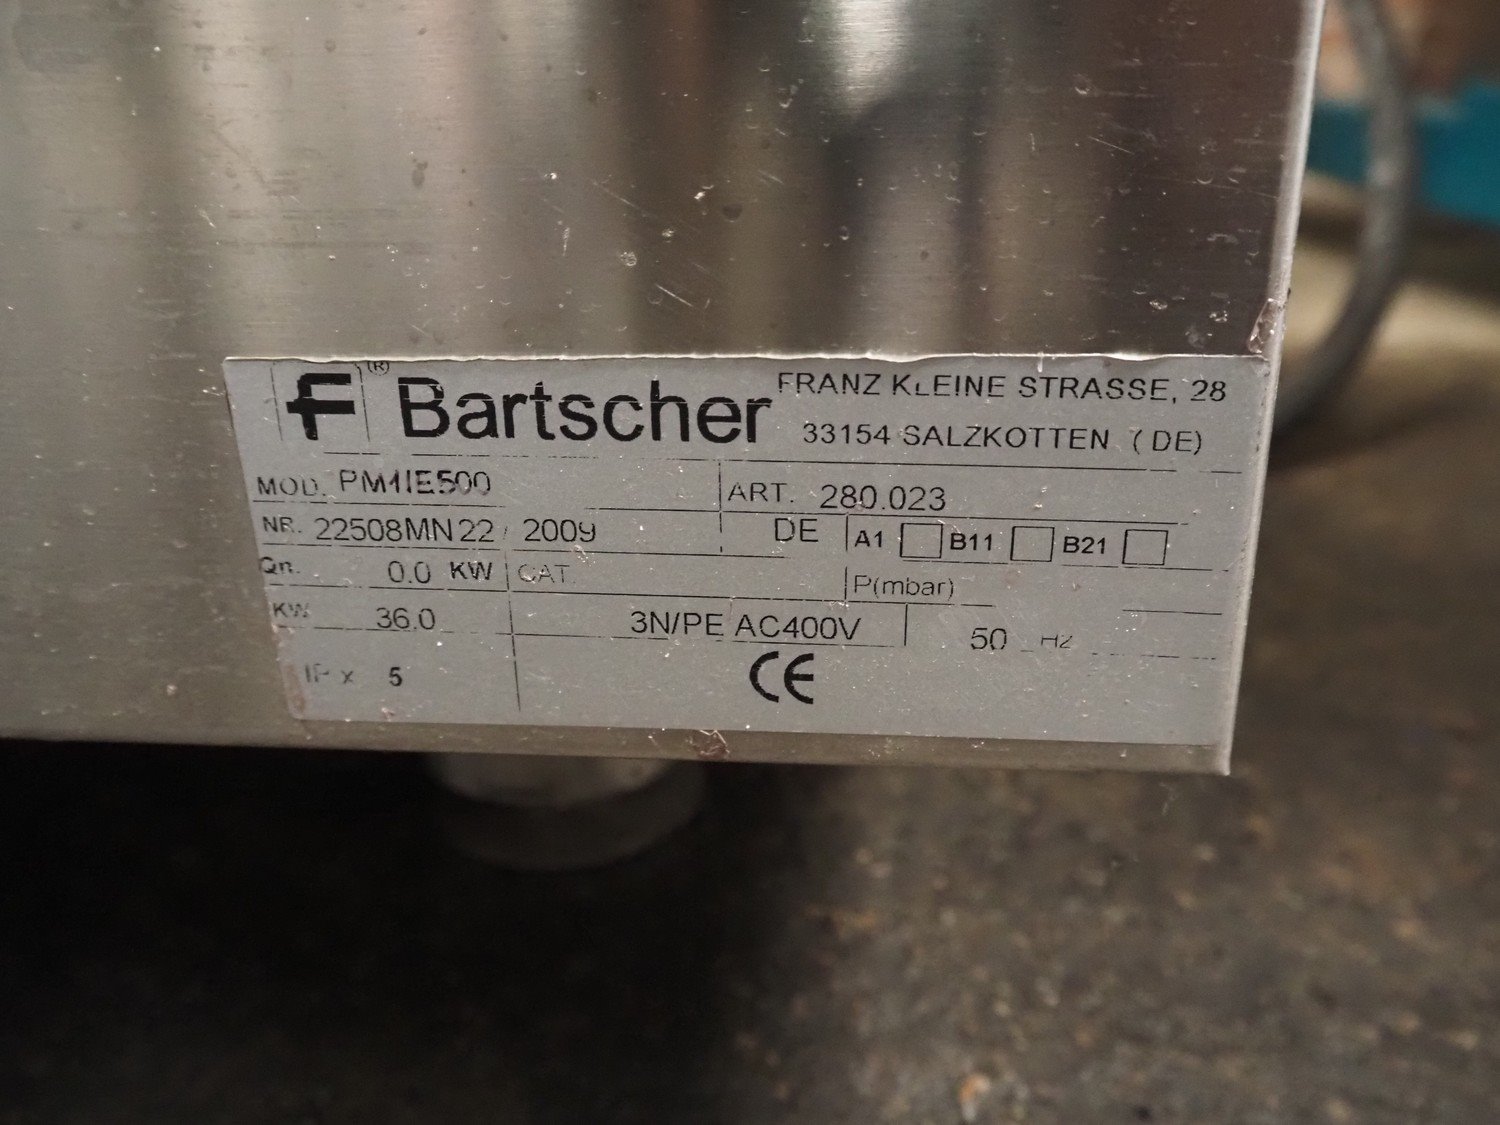 F® Bartscher FRANZ KLEINE STRASSE, 28
33154 SALZKOTTEN (DE)
MOD. PM1IE500 ART. 280.023
NR. 22508MN22 / 2009 DE A1 B11 B21
Qn. 0.0 KW CAT. P(mbar)
KW 36.0 3N/PE AC400V 50 HZ
IP x 5 CE